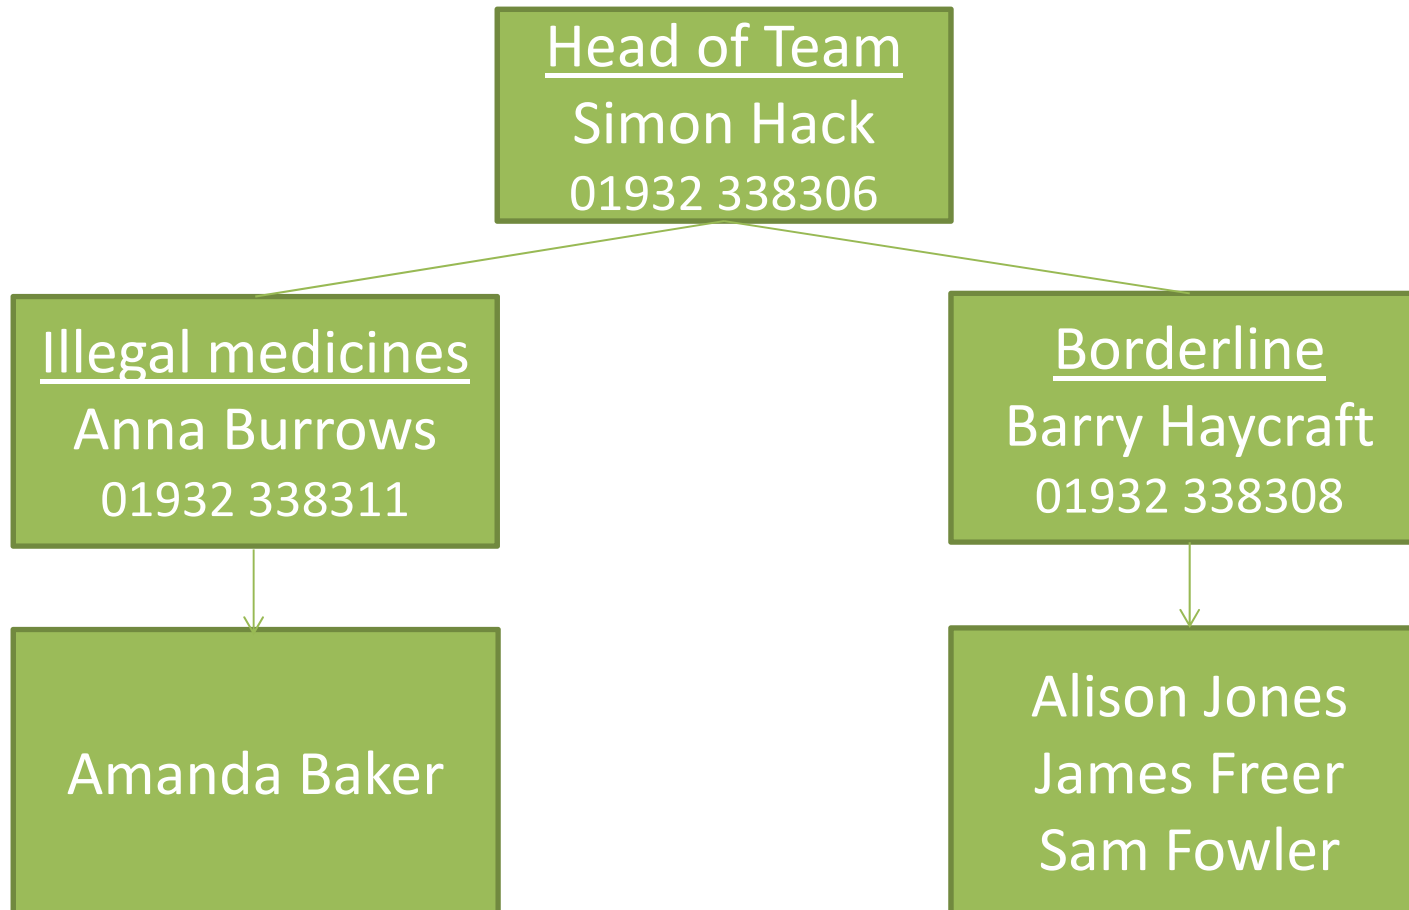 Head of Team
Simon Hack
01932 338306
Illegal medicines
Anna Burrows
01932 338311
Borderline
Barry Haycraft
01932 338308
Amanda Baker
Alison Jones
James Freer
Sam Fowler